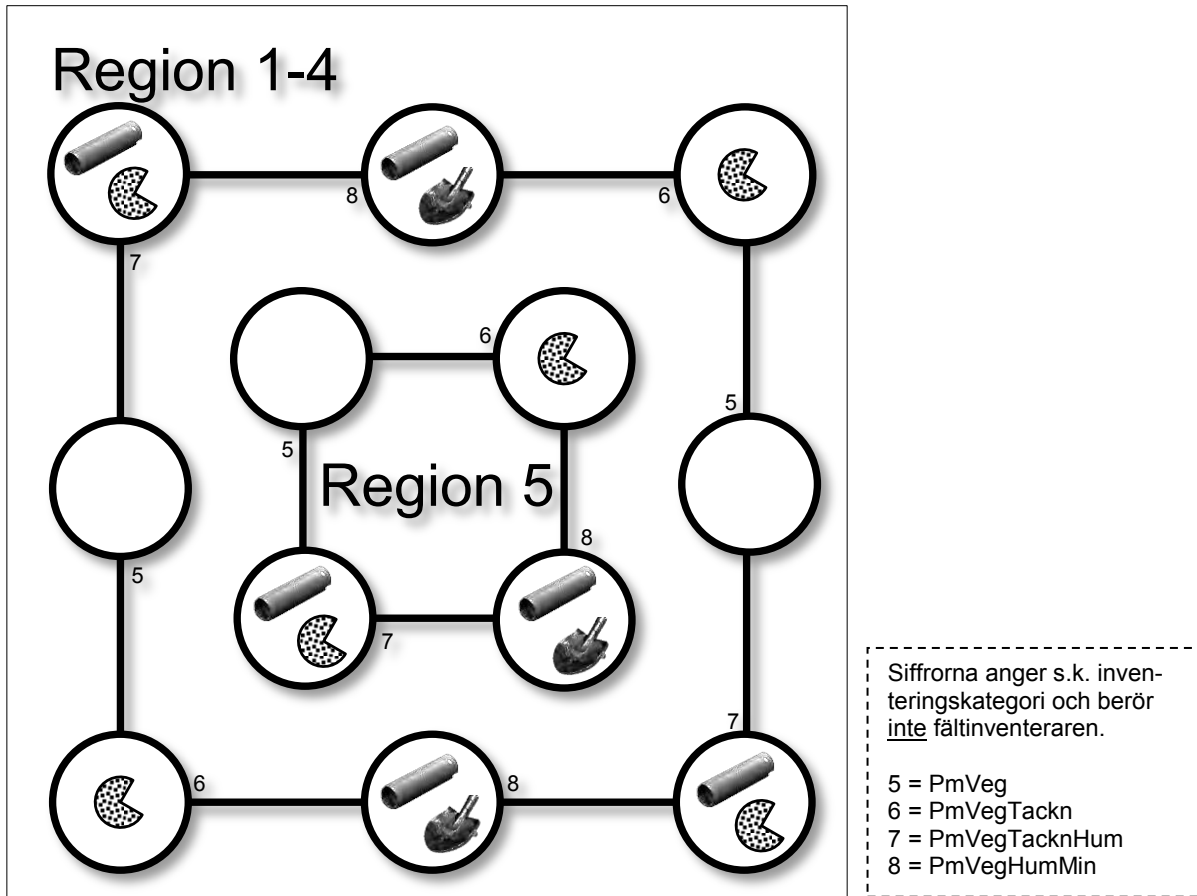 Region 1-4
8
6
7
6
5
5
Region 5
8
5
7
7
6
8
Siffrorna anger s.k. inven-
teringskategori och berör
inte fältinventeraren.
5 = PmVeg
6 = PmVegTackn
7 = PmVegTacknHum
8 = PmVegHumMin